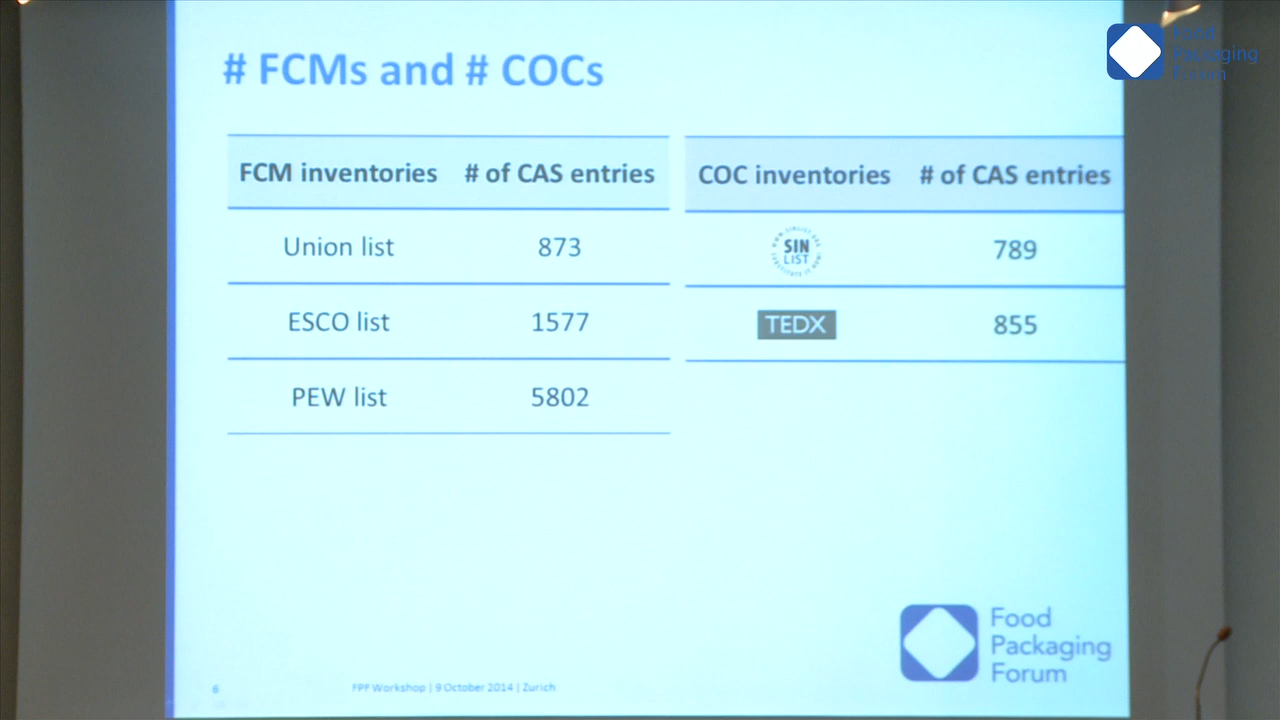 # FCMs and # COCs
Food
Packaging
Forum
FCM inventories # of CAS entries
Union list 873
ESCO list 1577
PEW list 5802
COC inventories # of CAS entries
SIN
LIST
789
TEDX 855
Food
Packaging
Forum
6 FPF Workshop | 9 October 2014 | Zurich